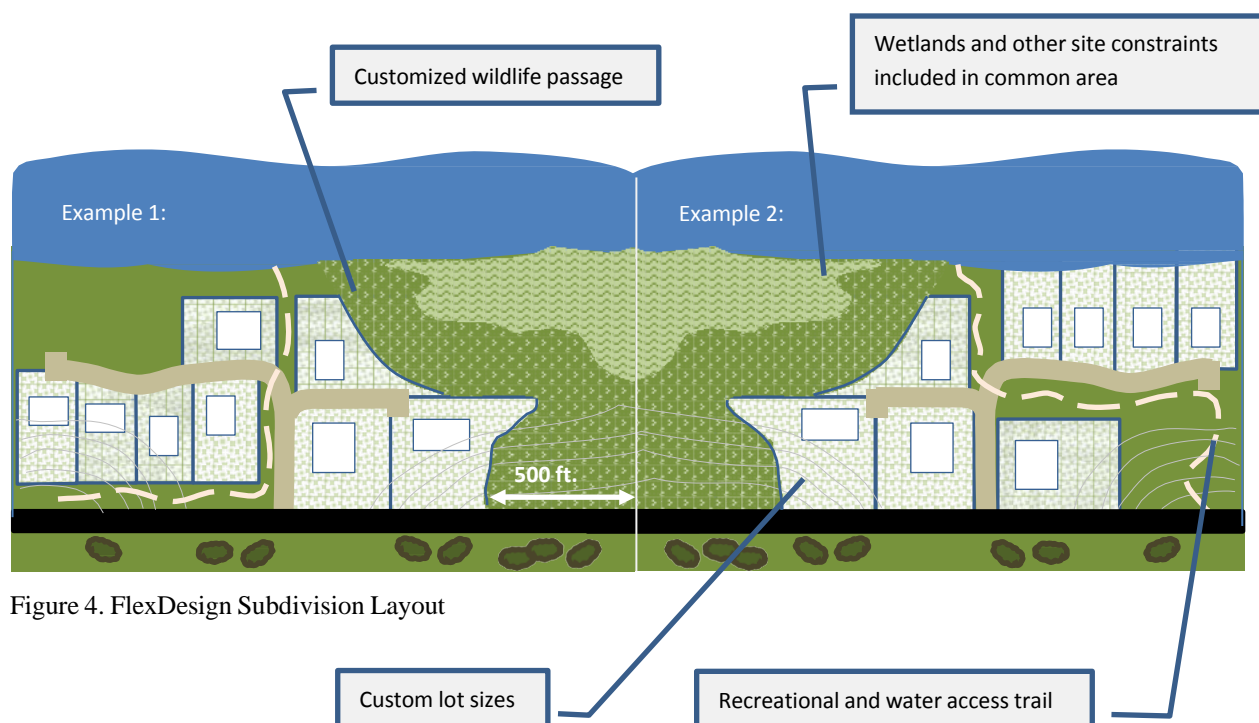 Wetlands and other site constraints
included in common area
Customized wildlife passage
Example 1:
Example 2:
500 ft.
Figure 4. FlexDesign Subdivision Layout
Custom lot sizes
Recreational and water access trail